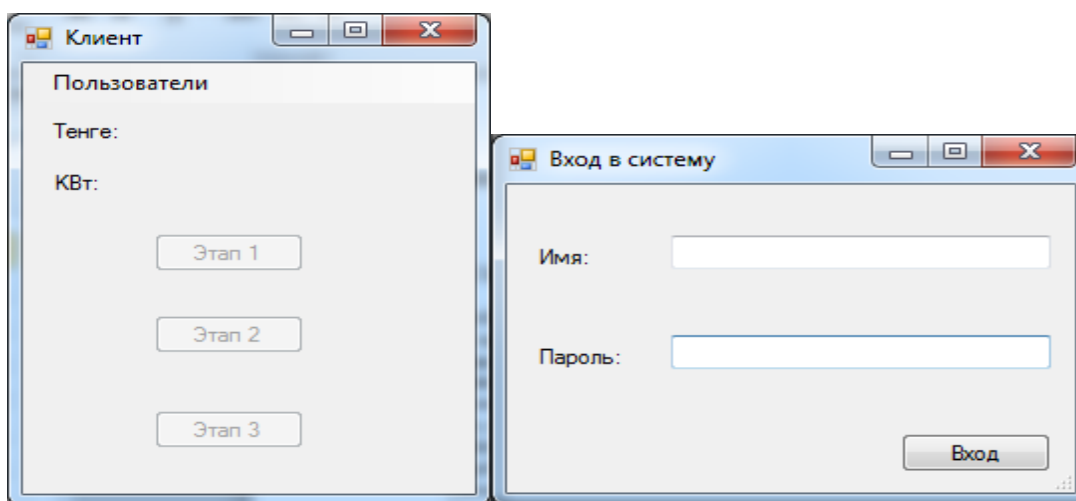 Клиент
Пользователи
Тенге:
КВт:
Этап 1
Этап 2
Этап 3
Вход в систему
Имя:
Пароль:
Вход